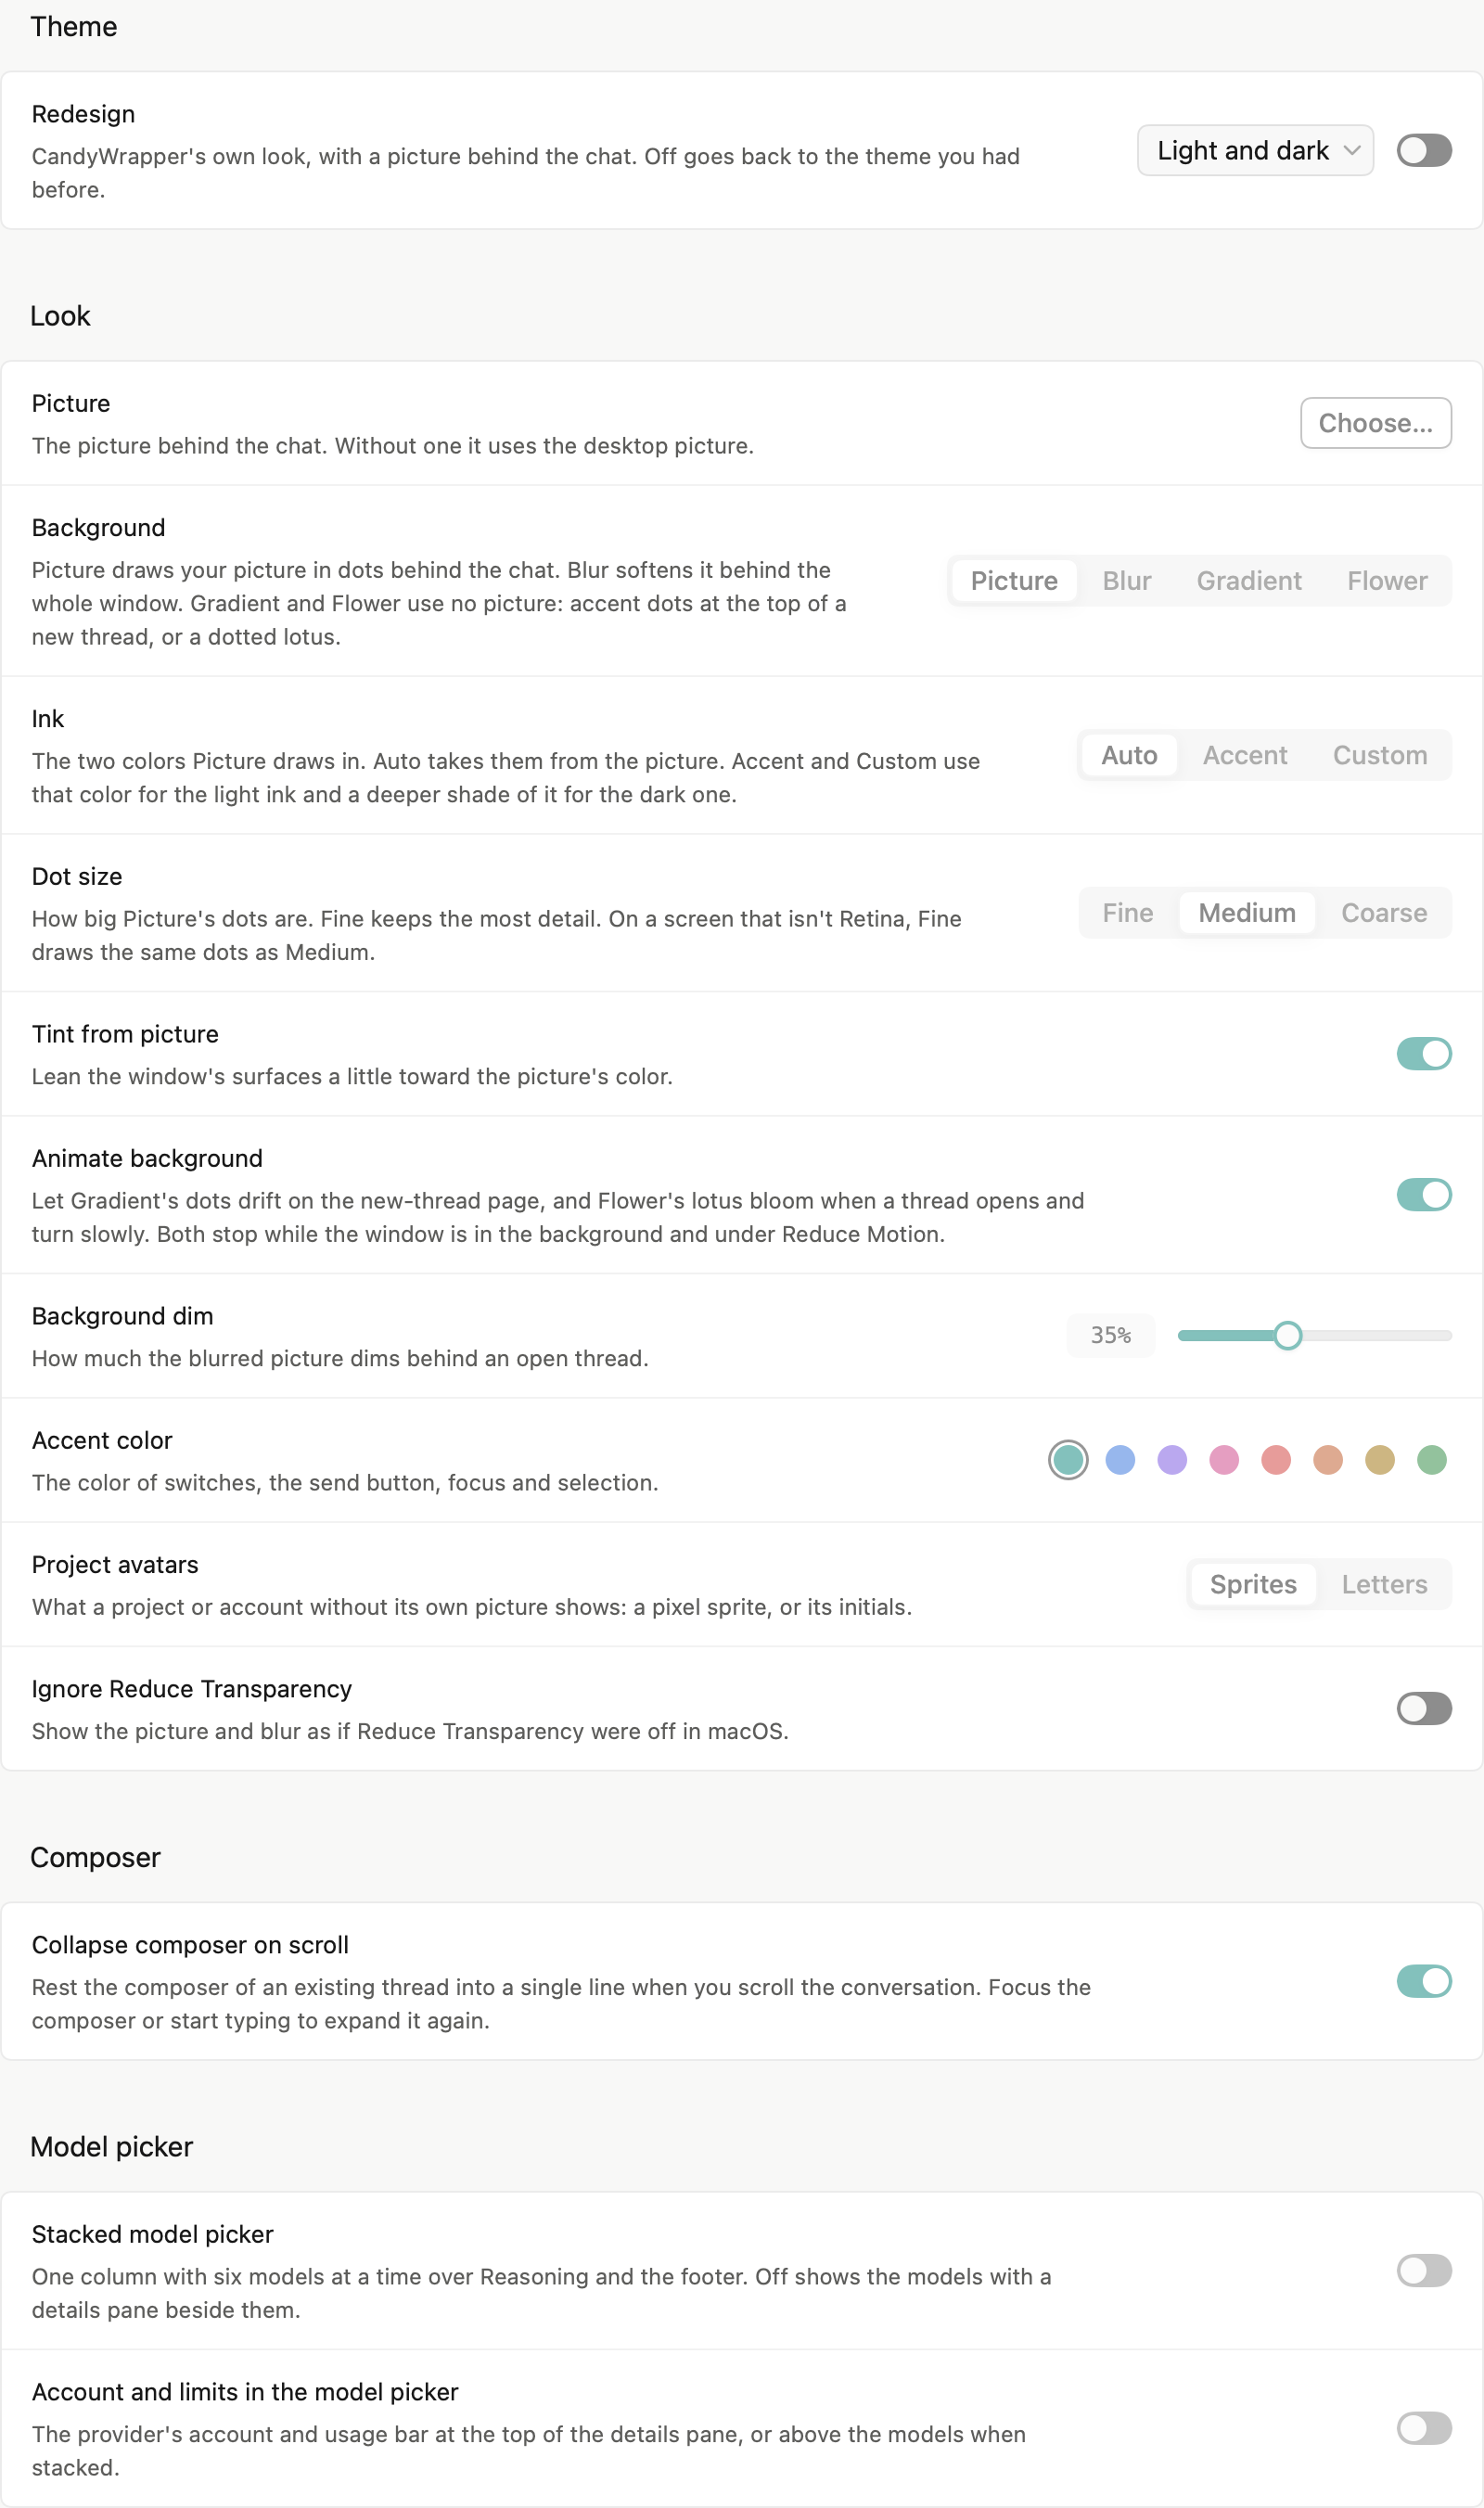 Theme
Redesign
CandyWrapper's own look, with a picture behind the chat. Off goes back to the theme you had
before.
Light and dark
Look
Picture
The picture behind the chat. Without one it uses the desktop picture.
Choose...
Background
Picture draws your picture in dots behind the chat. Blur softens it behind the
whole window. Gradient and Flower use no picture: accent dots at the top of a
new thread, or a dotted lotus.
Picture Blur Gradient Flower
Ink
The two colors Picture draws in. Auto takes them from the picture. Accent and Custom use
that color for the light ink and a deeper shade of it for the dark one.
Auto Accent Custom
Dot size
How big Picture's dots are. Fine keeps the most detail. On a screen that isn't Retina, Fine
draws the same dots as Medium.
Fine Medium Coarse
Tint from picture
Lean the window's surfaces a little toward the picture's color.
Animate background
Let Gradient's dots drift on the new-thread page, and Flower's lotus bloom when a thread opens and
turn slowly. Both stop while the window is in the background and under Reduce Motion.
Background dim
How much the blurred picture dims behind an open thread.
35%
Accent color
The color of switches, the send button, focus and selection.
Project avatars
What a project or account without its own picture shows: a pixel sprite, or its initials.
Sprites Letters
Ignore Reduce Transparency
Show the picture and blur as if Reduce Transparency were off in macOS.
Composer
Collapse composer on scroll
Rest the composer of an existing thread into a single line when you scroll the conversation. Focus the
composer or start typing to expand it again.
Model picker
Stacked model picker
One column with six models at a time over Reasoning and the footer. Off shows the models with a
details pane beside them.
Account and limits in the model picker
The provider's account and usage bar at the top of the details pane, or above the models when
stacked.